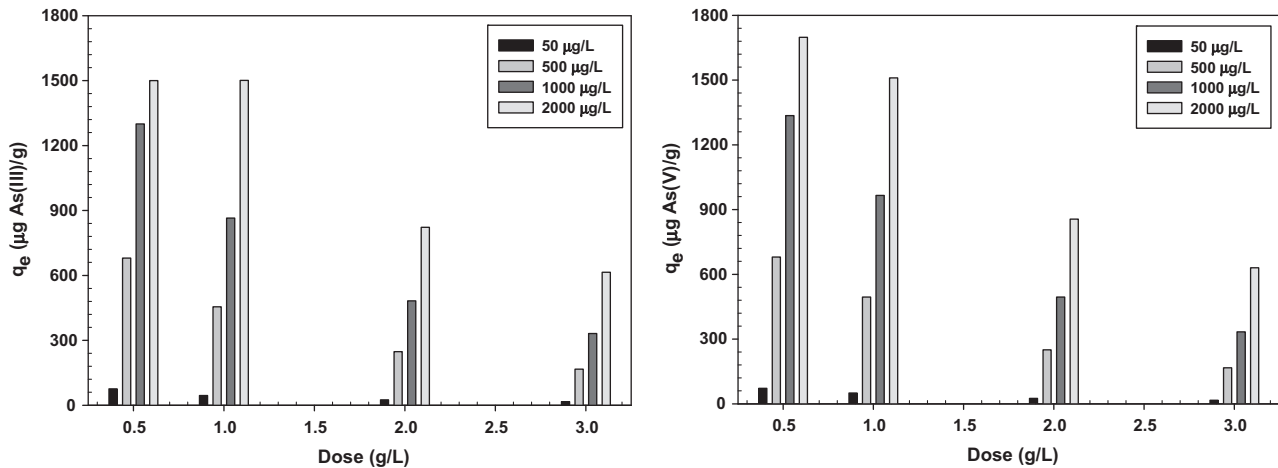 1800
1500
1200
900
600
300
0
qe (μg As(III)/g)
50 μg/L
500 μg/L
1000 μg/L
2000 μg/L
0.5 1.0 1.5 2.0 2.5 3.0
Dose (g/L)
1800
1500
1200
900
600
300
0
qe (μg As(V)/g)
50 μg/L
500 μg/L
1000 μg/L
2000 μg/L
0.5 1.0 1.5 2.0 2.5 3.0
Dose (g/L)